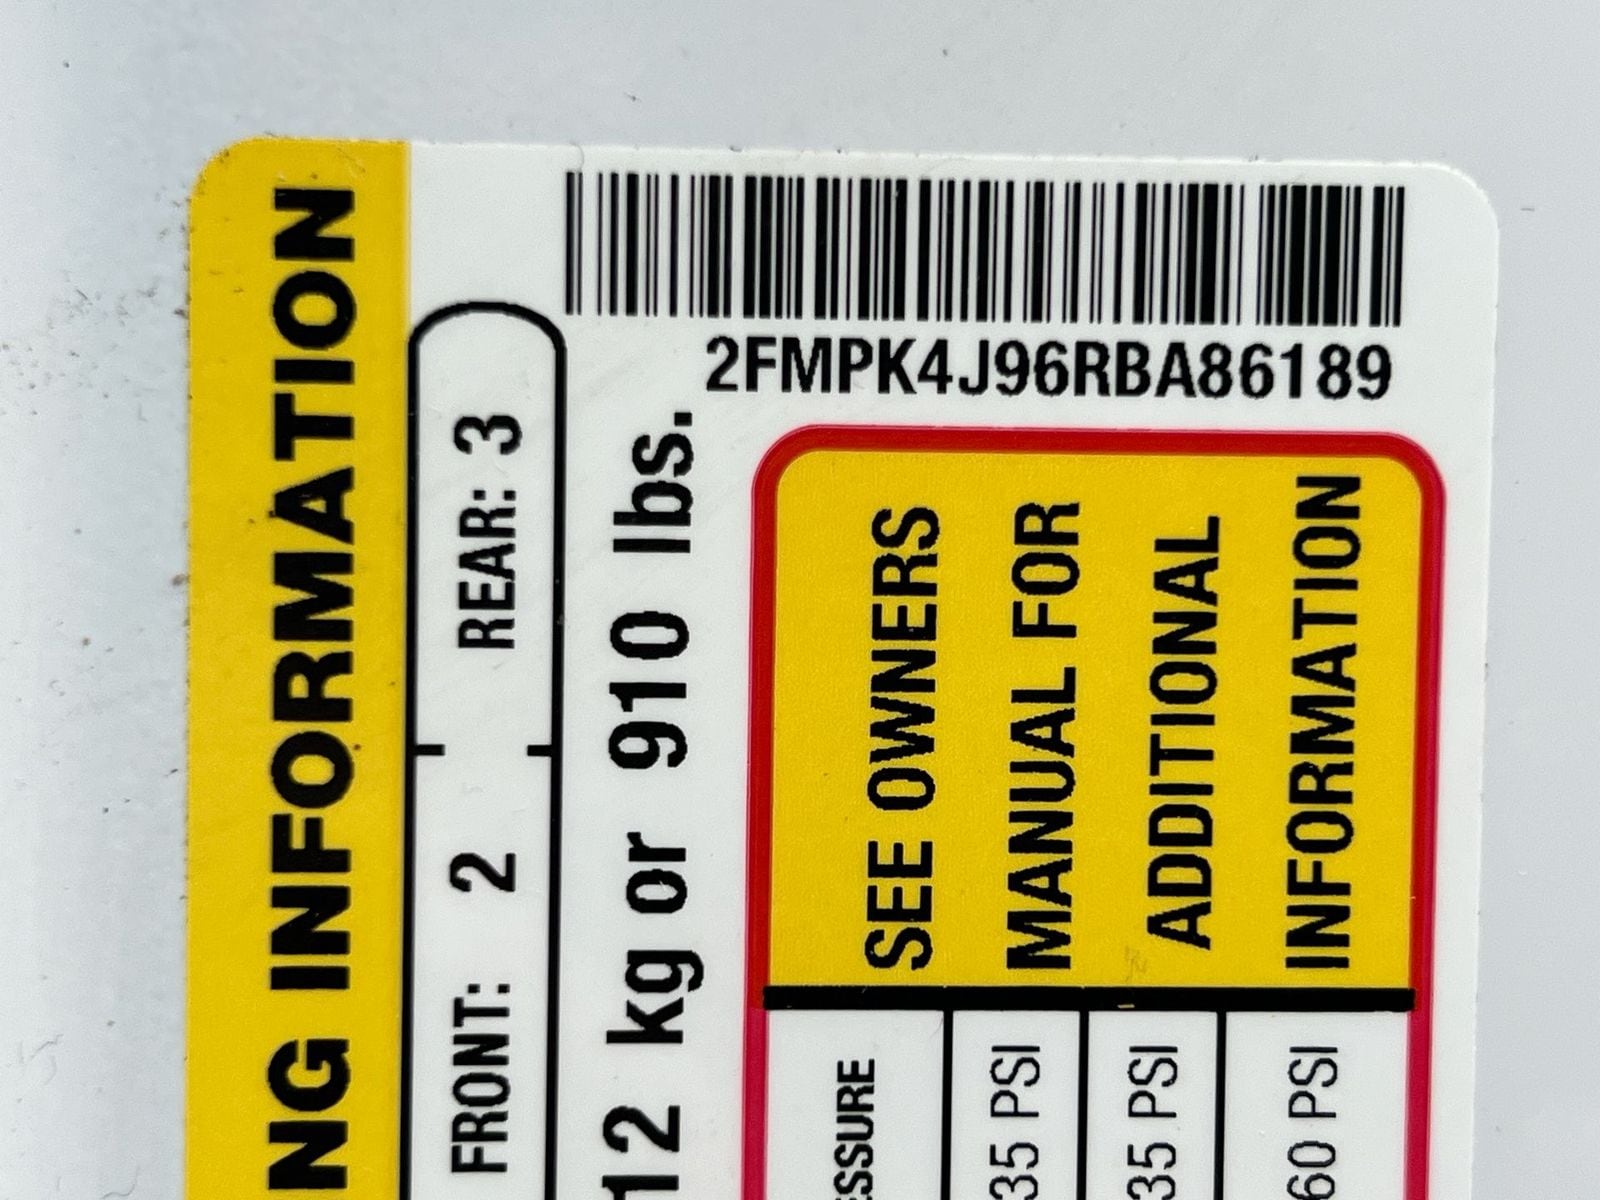 NG INFORMATION
FRONT: 2 REAR: 3
12 kg or 910 lbs.
2FMPK4J96RBA86189
ESSURE
35 PSI
35 PSI
60 PSI
SEE OWNERS
MANUAL FOR
ADDITIONAL
INFORMATION